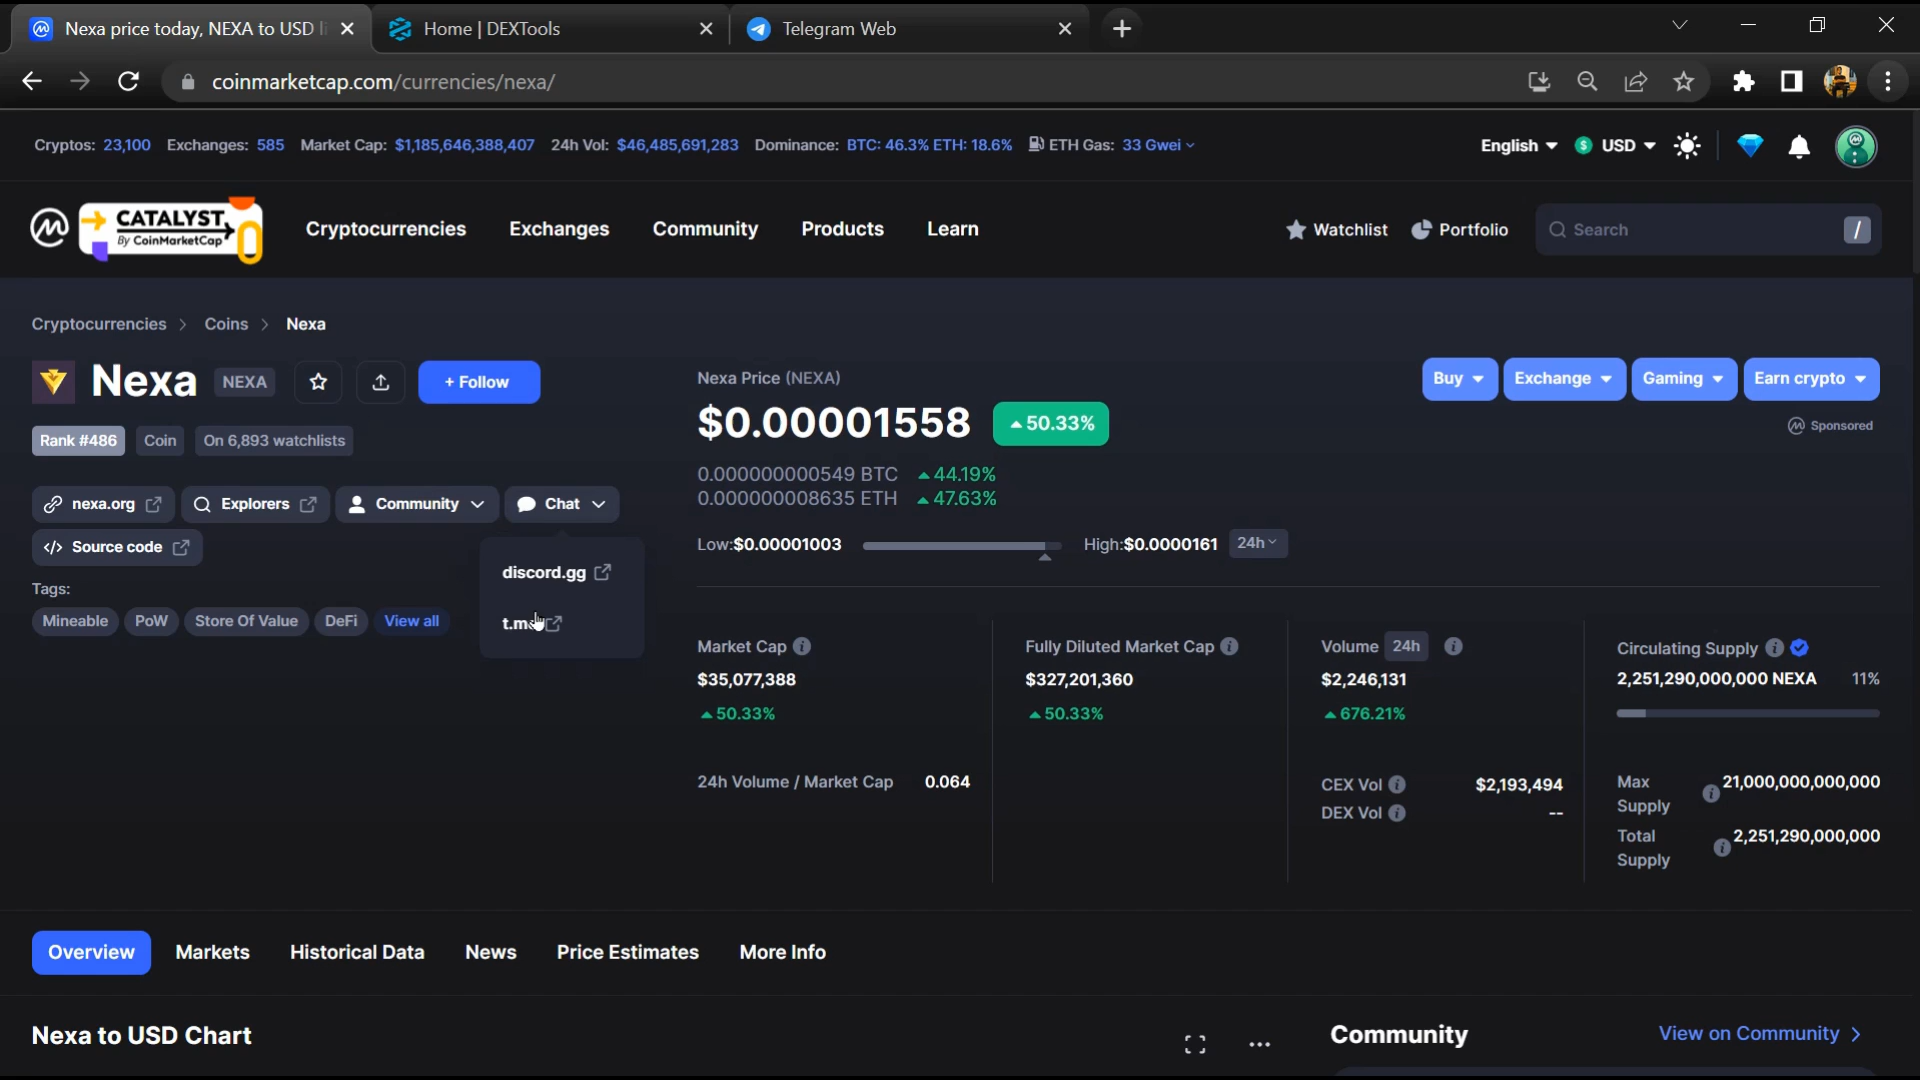 Nexa price today, NEXA to USD li
Home | DEXTools
Telegram Web
coinmarketcap.com/currencies/nexa/
Cryptos: 23,100 Exchanges: 585 Market Cap: $1,185,646,388,407 24h Vol: $46,485,691,283 Dominance: BTC: 46.3% ETH: 18.6% ETH Gas: 33 Gwei
English USD
CATALYST
By CoinMarketCap
Cryptocurrencies Exchanges Community Products Learn
Watchlist Portfolio Search /
Cryptocurrencies > Coins > Nexa
Nexa NEXA + Follow
Rank #486 Coin On 6,893 watchlists
nexa.org Explorers Community Chat
Source code
discord.gg
Tags:
Mineable PoW Store Of Value DeFi View all
Nexa Price (NEXA)
$0.00001558 50.33%
0.000000000549 BTC 44.19%
0.000000008635 ETH 47.63%
Low:$0.00001003 High:$0.0000161 24h
Buy Exchange Gaming Earn crypto
Sponsored
Market Cap
$35,077,388
50.33%
24h Volume / Market Cap 0.064
Fully Diluted Market Cap
$327,201,360
50.33%
Volume 24h
$2,246,131
676.21%
CEX Vol $2,193,494
DEX Vol --
Circulating Supply
2,251,290,000,000 NEXA 11%
Max Supply 21,000,000,000,000
Total Supply 2,251,290,000,000
Overview Markets Historical Data News Price Estimates More Info
Nexa to USD Chart
Community View on Community >